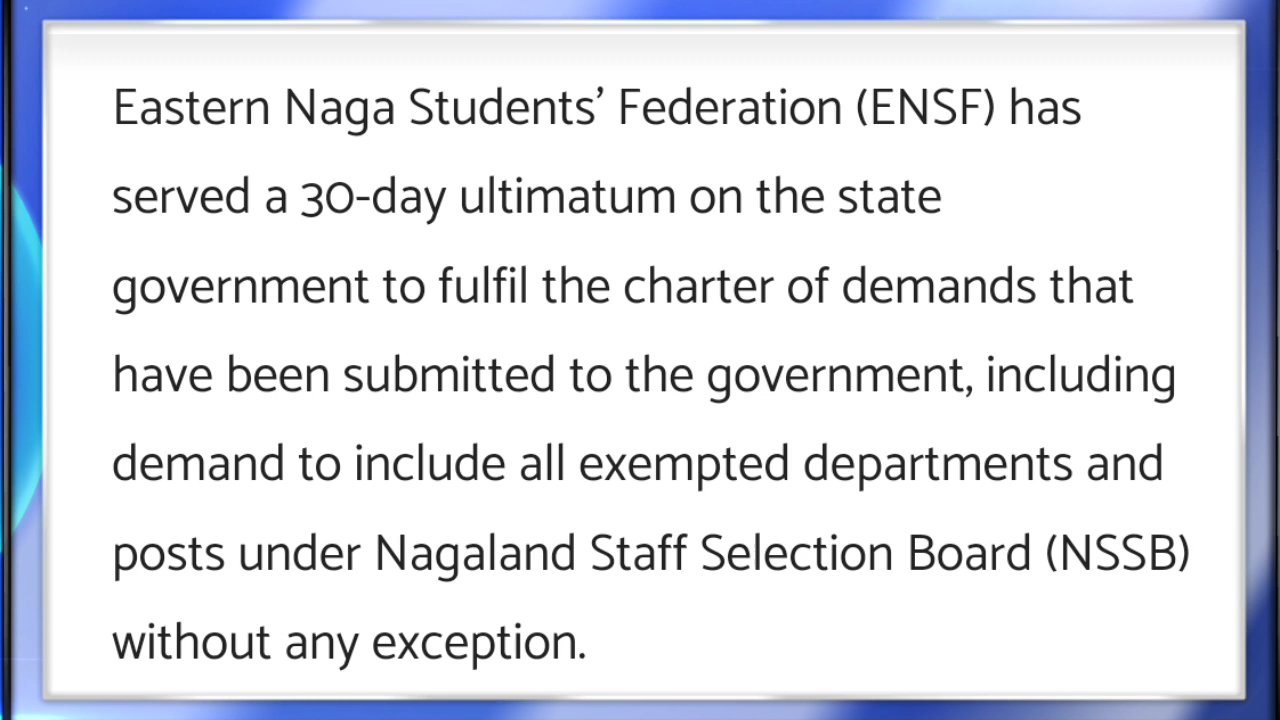 Eastern Naga Students’ Federation (ENSF) has
served a 30-day ultimatum on the state
government to fulfil the charter of demands that
have been submitted to the government, including
demand to include all exempted departments and
posts under Nagaland Staff Selection Board (NSSB)
without any exception.